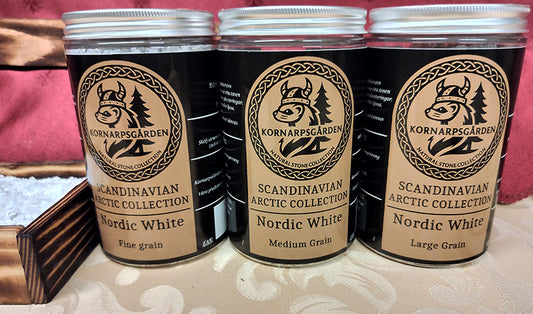 KORNARPSGÅRDEN
NATURAL STONE COLLECTION
SCANDINAVIAN
ARCTIC COLLECTION
Nordic White
Fine grain
KORNARPSGÅRDEN
NATURAL STONE COLLECTION
SCANDINAVIAN
ARCTIC COLLECTION
Nordic White
Medium Grain
KORNARPSGÅRDEN
NATURAL STONE COLLECTION
SCANDINAVIAN
ARCTIC COLLECTION
Nordic White
Large Grain